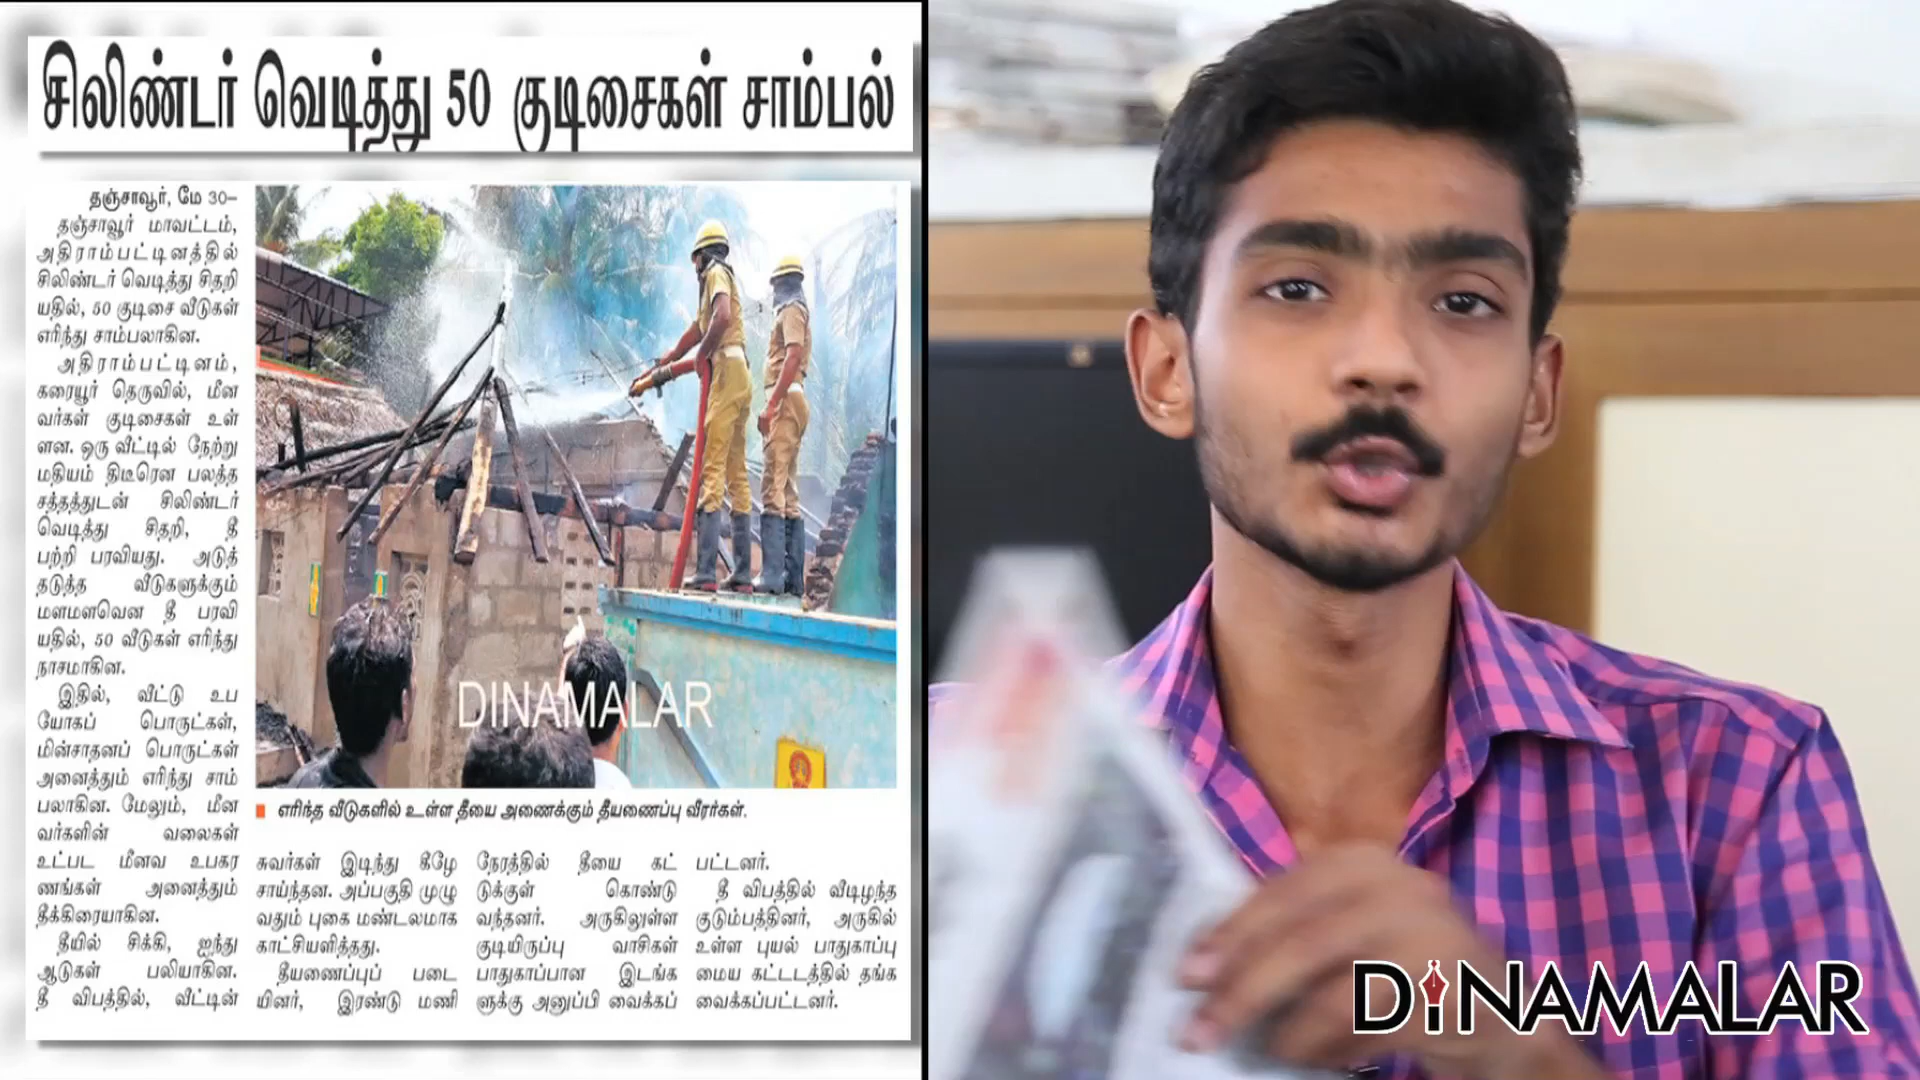 சிலிண்டர் வெடித்து 50 குடிசைகள் சாம்பல்
தஞ்சாவூர், மே 30–
தஞ்சாவூர் மாவட்டம்,
அதிராம்பட்டினத்தில்
சிலிண்டர் வெடித்து சிதறி
யதில், 50 குடிசை வீடுகள்
எரிந்து சாம்பலாகின.
அதிராம்பட்டினம்,
கரையூர் தெருவில், மீன
வர்கள் குடிசைகள் உள்
ளன. ஒரு வீட்டில் நேற்று
மதியம் திடீரென பலத்த
சத்தத்துடன் சிலிண்டர்
வெடித்து சிதறி, தீ
பற்றி பரவியது. அடுத்
தடுத்த வீடுகளுக்கும்
மளமளவென தீ பரவி
யதில், 50 வீடுகள் எரிந்து
நாசமாகின.
இதில், வீட்டு உப
யோகப் பொருட்கள்,
மின்சாதனப் பொருட்கள்
அனைத்தும் எரிந்து சாம்
பலாகின. மேலும், மீன
வர்களின் வலைகள்
உட்பட மீனவ உபகர
ணங்கள் அனைத்தும்
தீக்கிரையாகின.
தீயில் சிக்கி, ஐந்து
ஆடுகள் பலியாகின.
தீ விபத்தில், வீட்டின்
DINAMALAR
எரிந்த வீடுகளில் உள்ள தீயை அணைக்கும் தீயணைப்பு வீரர்கள்.
சுவர்கள் இடிந்து கீழே
சாய்ந்தன. அப்பகுதி முழு
வதும் புகை மண்டலமாக
காட்சியளித்தது.
தீயணைப்புப் படை
யினர், இரண்டு மணி
நேரத்தில் தீயை கட்
டுக்குள் கொண்டு
வந்தனர். அருகிலுள்ள
குடியிருப்பு வாசிகள்
பாதுகாப்பான இடங்க
ளுக்கு அனுப்பி வைக்கப்
பட்டனர்.
தீ விபத்தில் வீடிழந்த
குடும்பத்தினர், அருகில்
உள்ள புயல் பாதுகாப்பு
மைய கட்டடத்தில் தங்க
வைக்கப்பட்டனர்.
DINAMALAR